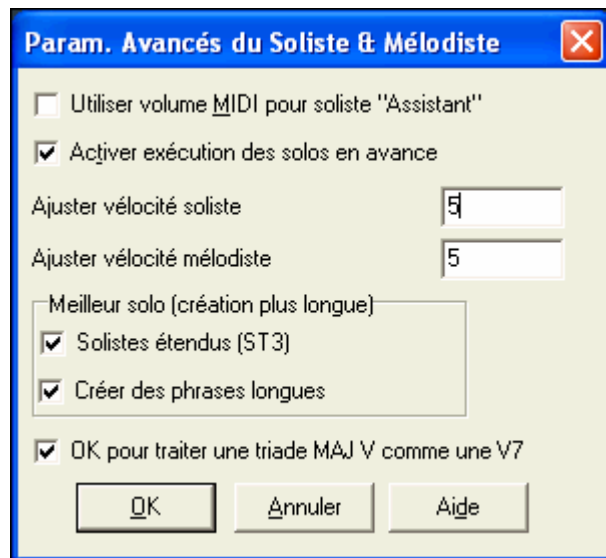 Param. Avancés du Soliste & Mélodiste
Utiliser volume MIDI pour soliste "Assistant"
Activer exécution des solos en avance
Ajuster vélocité soliste 5
Ajuster vélocité mélodiste 5
Meilleur solo (création plus longue)
Solistes étendus (ST3)
Créer des phrases longues
OK pour traiter une triade MAJ V comme une V7
OK Annuler Aide